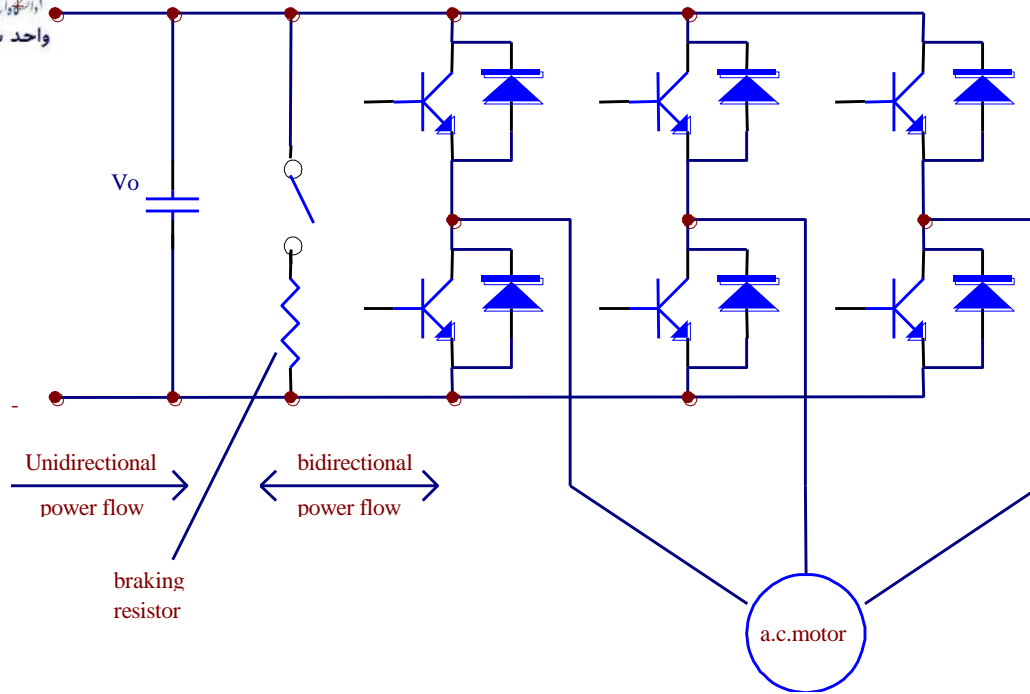 واحد
Vo
-
Unidirectional
power flow
bidirectional
power flow
braking
resistor
a.c.motor